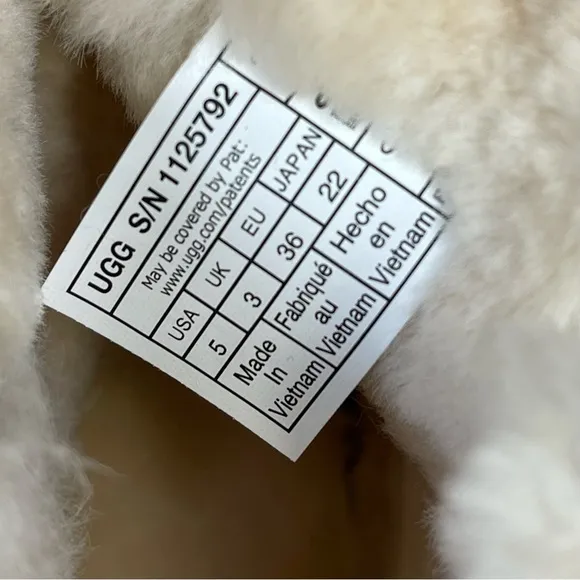 UGG S/N 1125792
May be covered by Pat:
www.ugg.com/patents
USA UK EU JAPAN
5 3 36 22
Made Fabriqué Hecho
In au en
Vietnam Vietnam Vietnam